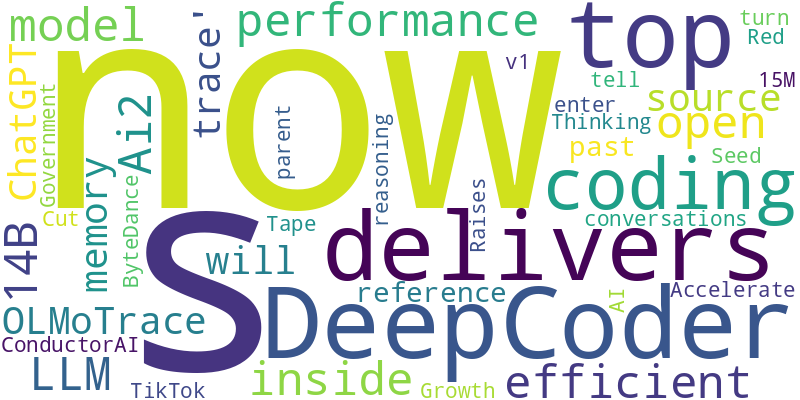 model
performance
top
turn
Red
now
trace'
v1
ChatGPT
Government
Ai2
parent
reasoning
tell
15M
enter
source
Thinking
open
past
Seed
memory
coding
ByteDance
Cut
Raises
conversations
14B
S
Tape
delivers
will
reference
Accelerate
AI
DeepCoder
OLMoTrace
ConductorAI
LLM
inside
efficient
TikTok
Growth